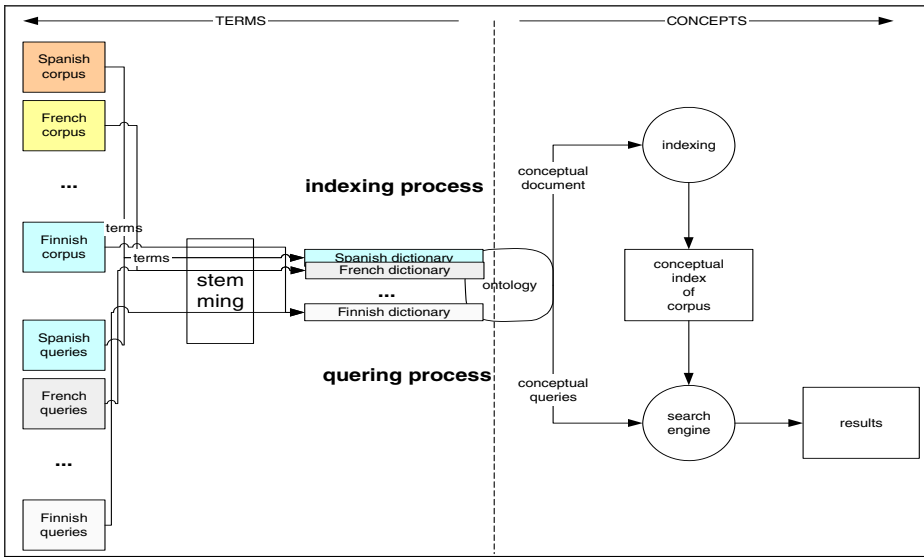 TERMS
CONCEPTS
Spanish
corpus
French
corpus
...
Finnish
corpus
Spanish
queries
French
queries
...
Finnish
queries
terms
terms
stem
ming
indexing process
Spanish dictionary
French dictionary
...
Finnish dictionary
ontology
quering process
conceptual
document
conceptual
queries
indexing
conceptual
index
of
corpus
search
engine
results